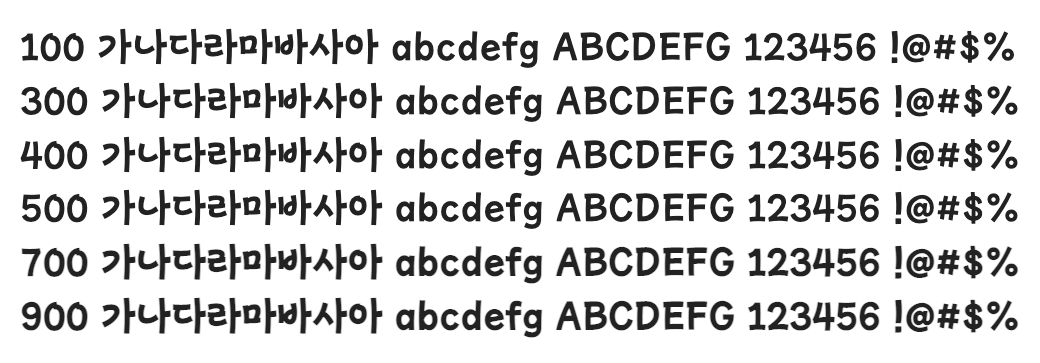 100 가나다라마바사아 abcdefg ABCDEFG 123456 !@#$%
300 가나다라마바사아 abcdefg ABCDEFG 123456 !@#$%
400 가나다라마바사아 abcdefg ABCDEFG 123456 !@#$%
500 가나다라마바사아 abcdefg ABCDEFG 123456 !@#$%
700 가나다라마바사아 abcdefg ABCDEFG 123456 !@#$%
900 가나다라마바사아 abcdefg ABCDEFG 123456 !@#$%